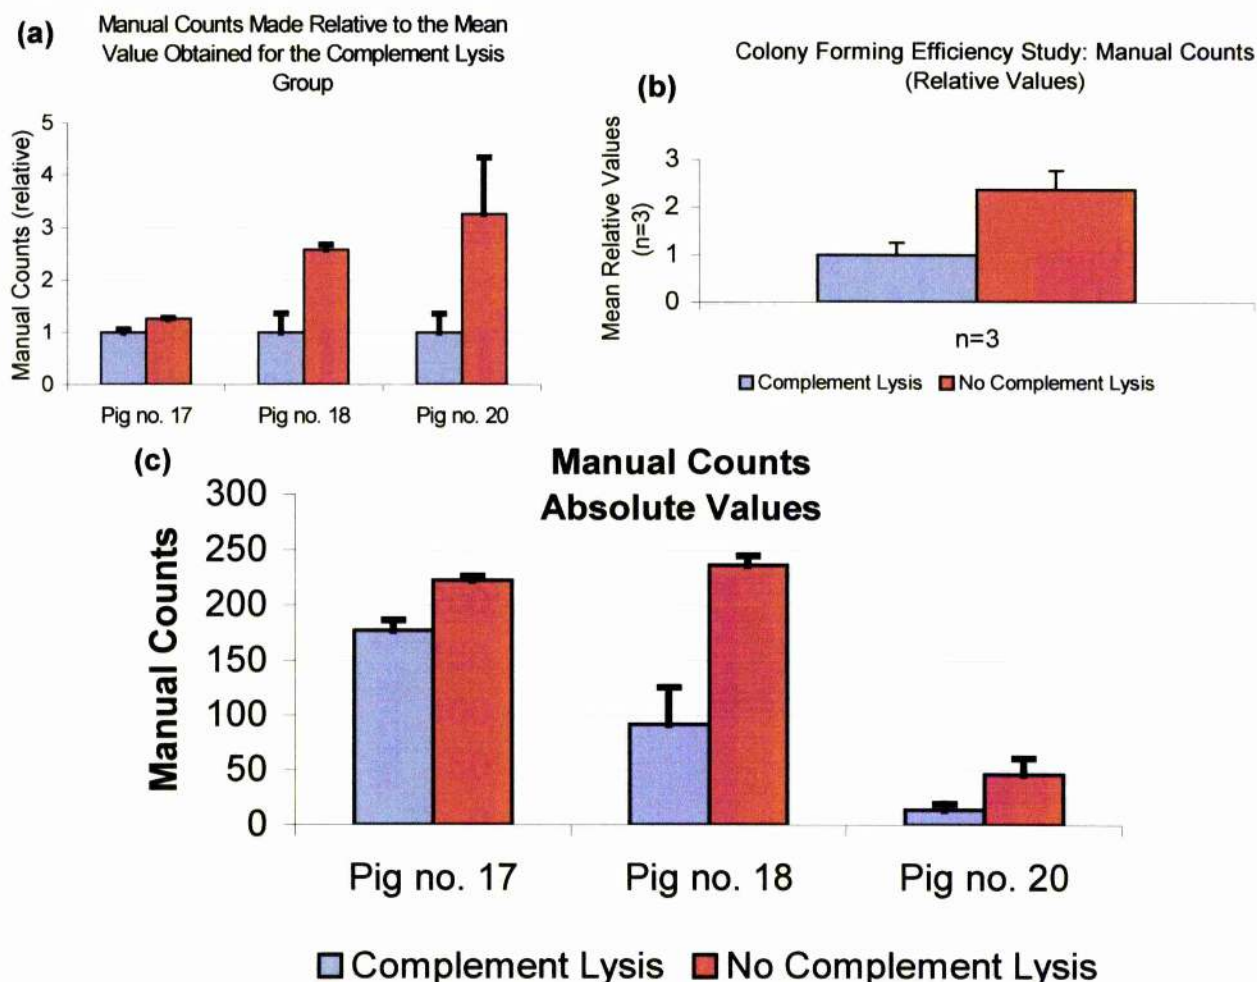 (a)
Manual Counts Made Relative to the Mean
Value Obtained for the Complement Lysis
Group
Manual Counts (relative)
5
4
3
2
1
0
Pig no. 17
Pig no. 18
Pig no. 20
(b)
Colony Forming Efficiency Study: Manual Counts
(Relative Values)
Mean Relative Values
(n=3)
3
2
1
0
n=3
Complement Lysis
No Complement Lysis
(c)
Manual Counts
Absolute Values
Manual Counts
300
250
200
150
100
50
0
Pig no. 17
Pig no. 18
Pig no. 20
Complement Lysis
No Complement Lysis